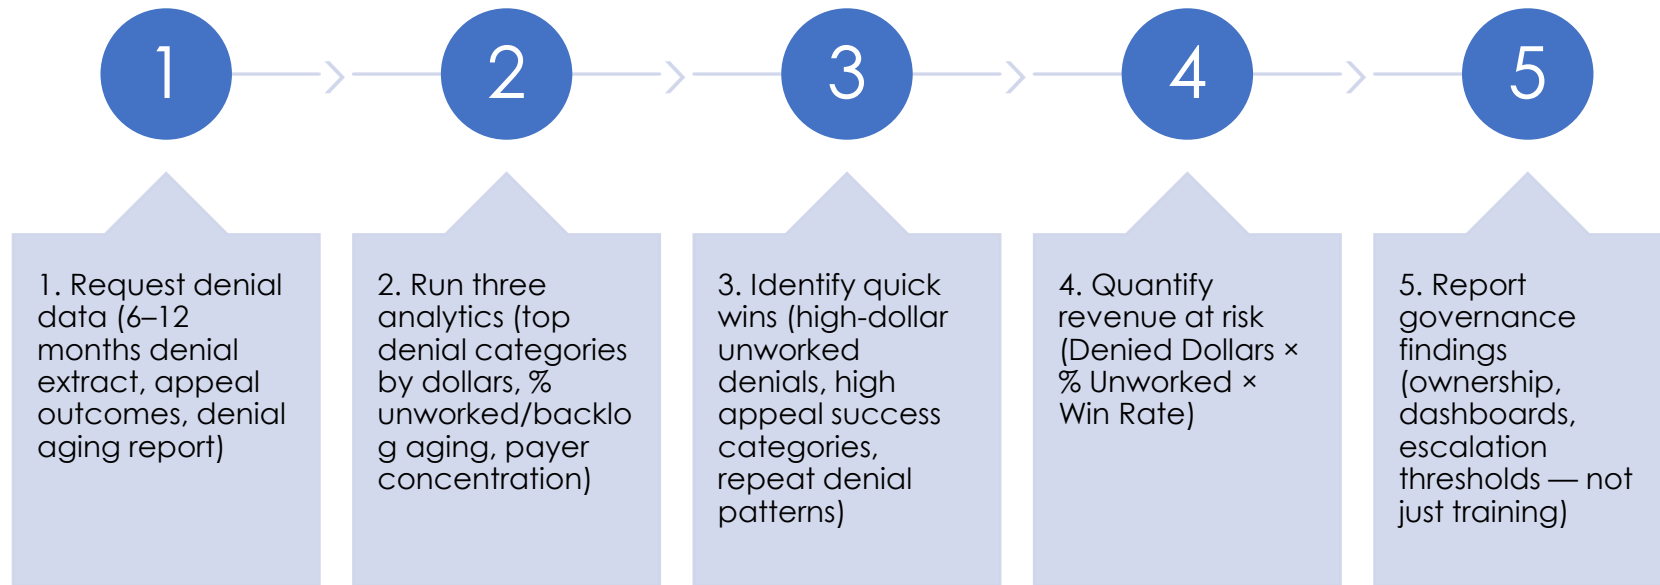 1
2
3
4
5
1. Request denial
data (6–12
months denial
extract, appeal
outcomes, denial
aging report)
2. Run three
analytics (top
denial categories
by dollars, %
unworked/backlo
g aging, payer
concentration)
3. Identify quick
wins (high-dollar
unworked
denials, high
appeal success
categories,
repeat denial
patterns)
4. Quantify
revenue at risk
(Denied Dollars ×
% Unworked ×
Win Rate)
5. Report
governance
findings
(ownership,
dashboards,
escalation
thresholds — not
just training)